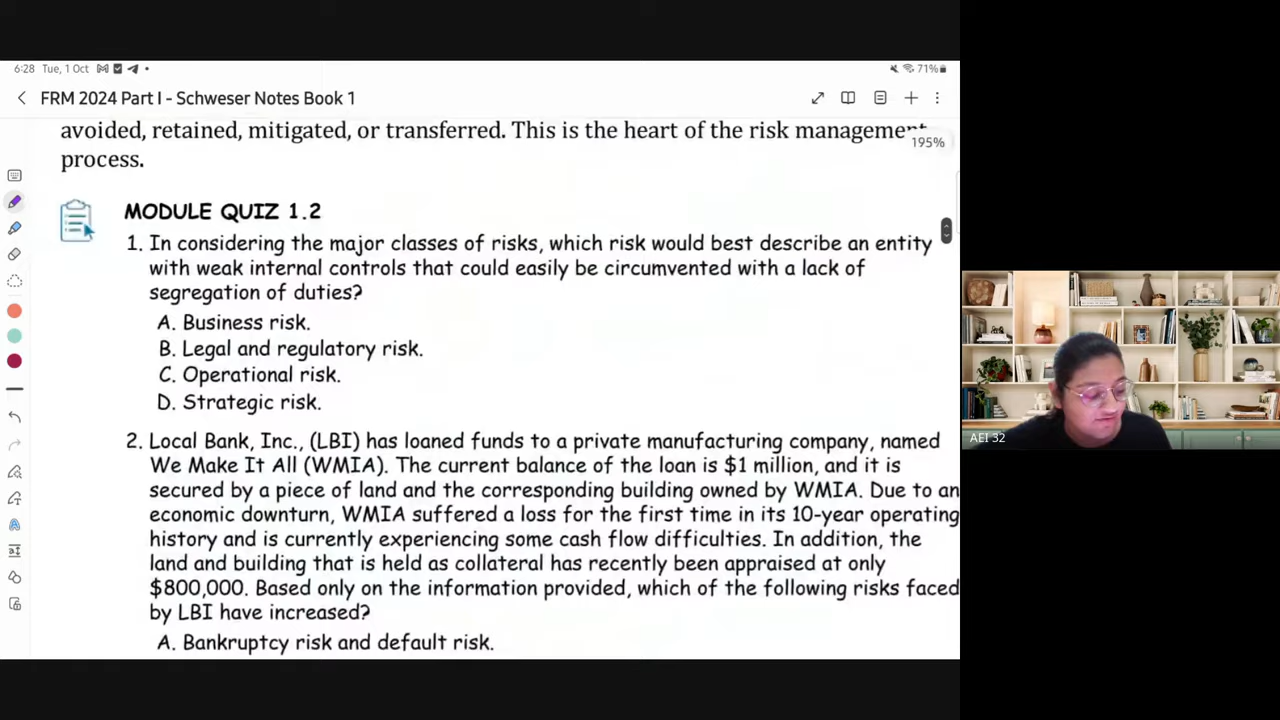 6:28 Tue, 1 Oct
71%
FRM 2024 Part I - Schweser Notes Book 1
avoided, retained, mitigated, or transferred. This is the heart of the risk management
195%
process.
MODULE QUIZ 1.2
1. In considering the major classes of risks, which risk would best describe an entity
with weak internal controls that could easily be circumvented with a lack of
segregation of duties?
A. Business risk.
B. Legal and regulatory risk.
C. Operational risk.
D. Strategic risk.
2. Local Bank, Inc., (LBI) has loaned funds to a private manufacturing company, named
We Make It All (WMIA). The current balance of the loan is $1 million, and it is
secured by a piece of land and the corresponding building owned by WMIA. Due to an
economic downturn, WMIA suffered a loss for the first time in its 10-year operating
history and is currently experiencing some cash flow difficulties. In addition, the
land and building that is held as collateral has recently been appraised at only
$800,000. Based only on the information provided, which of the following risks faced
by LBI have increased?
A. Bankruptcy risk and default risk.
AEI 32